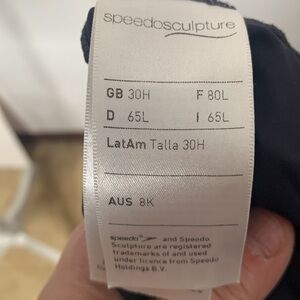 speedosculpture
GB 30H F 80L
D 65L I 65L
LatAm Talla 30H
AUS 8K
speedo and Speedo
Sculpture are registered
trademarks of and used
under licence from Speedo
Holdings B.V.